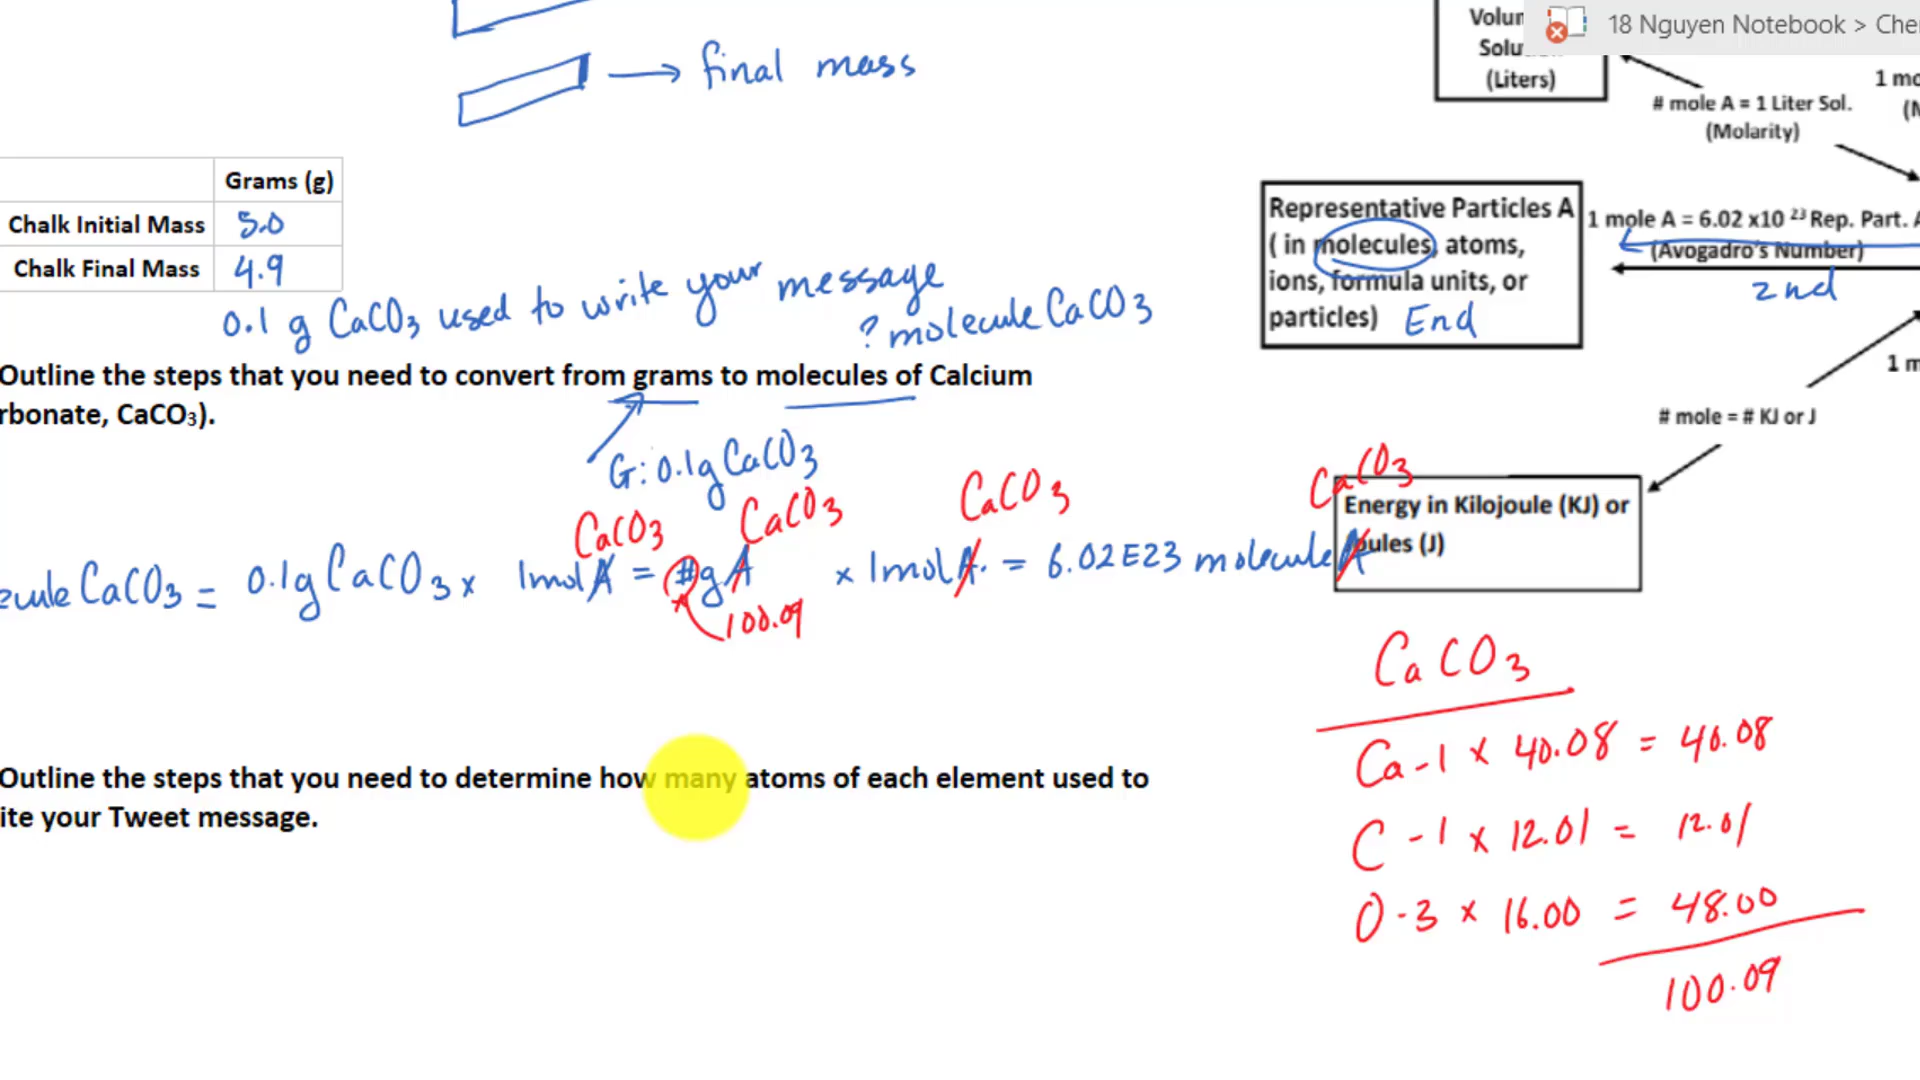 18 Nguyen Notebook > Che
→ final mass
Volu
Solu
(Liters)
1 mo
# mole A = 1 Liter Sol.
(Molarity)
Grams (g)
Chalk Initial Mass 5.0
Chalk Final Mass 4.9
0.1 g CaCO3 used to write your message
? molecule CaCO3
Representative Particles A
( in molecules, atoms,
ions, formula units, or
particles) End
1 mole A = 6.02 x10 23 Rep. Part. A
(Avogadro's Number)
2nd
Outline the steps that you need to convert from grams to molecules of Calcium
rbonate, CaCO3).
1 m
# mole = # KJ or J
G: 0.1g CaCO3
CaCO3 CaCO3 CaCO3 CaCO3
Energy in Kilojoule (KJ) or
oules (J)
ecule CaCO3 = 0.1g CaCO3 x 1mol A = # g A x 1mol A. = 6.02E23 molecule A
100.09
CaCO3
Ca - 1 x 40.08 = 40.08
C - 1 x 12.01 = 12.01
O - 3 x 16.00 = 48.00
100.09
Outline the steps that you need to determine how many atoms of each element used to
ite your Tweet message.